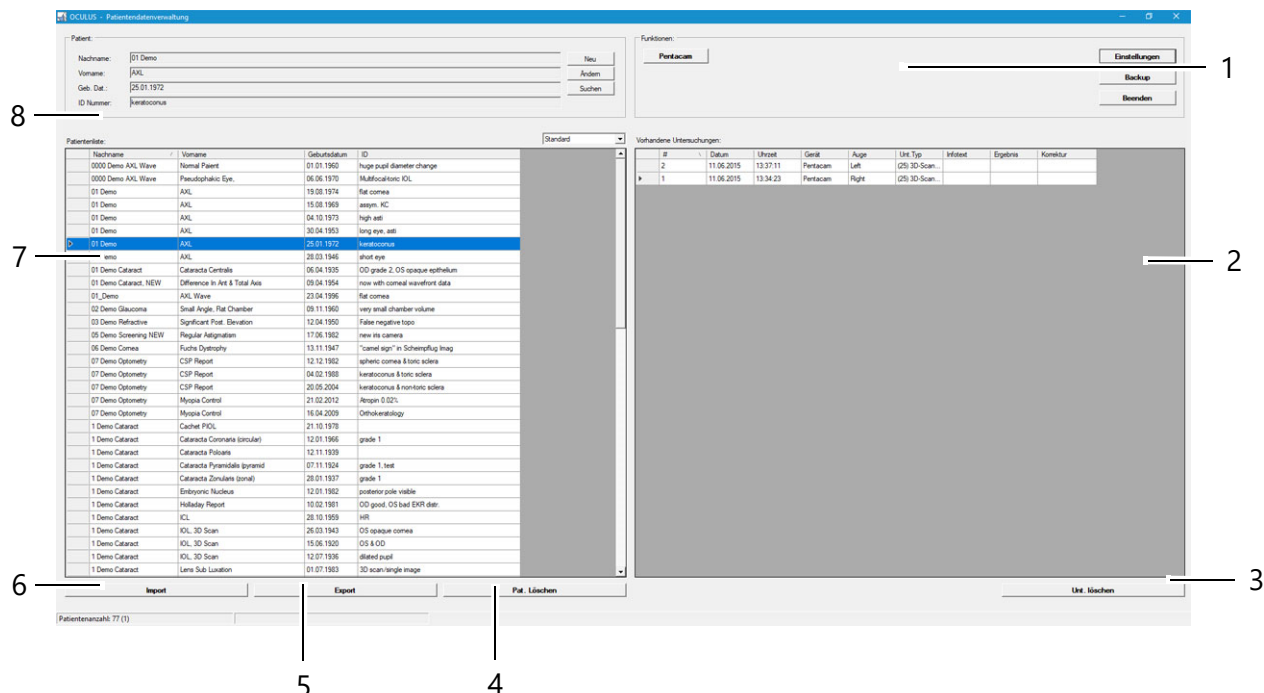 OCULUS - Patientendatenverwaltung
Patient:
Nachname: 01 Demo Neu
Vorname: AXL Ändern
Geb. Dat.: 25.01.1972 Suchen
ID Nummer: keratoconus
Funktionen:
Pentacam Einstellungen
Backup
Beenden
1
8
Patientenliste: Standard
Nachname Vorname Geburtsdatum ID
0000 Demo AXL Wave Normal Paient 01.01.1960 huge pupil diameter change
0000 Demo AXL Wave Pseudophakic Eye, 06.06.1970 Multifocal-toric IOL
01 Demo AXL 19.08.1974 flat cornea
01 Demo AXL 15.08.1969 assym. KC
01 Demo AXL 04.10.1973 high asti
01 Demo AXL 30.04.1953 long eye, asti
01 Demo AXL 25.01.1972 keratoconus
emo AXL 28.03.1946 short eye
01 Demo Cataract Cataracta Centralis 06.04.1935 OD grade 2, OS opaque epithelium
01 Demo Cataract, NEW Difference In Ant & Total Axis 09.04.1954 now with corneal wavefront data
01_Demo AXL Wave 23.04.1996 flat cornea
02 Demo Glaucoma Small Angle, Flat Chamber 09.11.1960 very small chamber volume
03 Demo Refractive Significant Post. Elevation 12.04.1950 False negative topo
05 Demo Screening NEW Regular Astigmatism 17.06.1982 new iris camera
06 Demo Cornea Fuchs Dystrophy 13.11.1947 "camel sign" in Scheimpflug Imag
07 Demo Optometry CSP Report 12.12.1982 spheric cornea & toric sclera
07 Demo Optometry CSP Report 04.02.1988 keratoconus & toric sclera
07 Demo Optometry CSP Report 20.05.2004 keratoconus & non-toric sclera
07 Demo Optometry Myopia Control 21.02.2012 Atropin 0.02%
07 Demo Optometry Myopia Control 16.04.2009 Orthokeratology
1 Demo Cataract Cachet PIOL 21.10.1978
1 Demo Cataract Cataracta Coronaria (circular) 12.01.1966 grade 1
1 Demo Cataract Cataracta Poloaris 12.11.1939
1 Demo Cataract Cataracta Pyramidalis (pyramid 07.11.1924 grade 1, test
1 Demo Cataract Cataracta Zonularis (zonal) 28.01.1937 grade 1
1 Demo Cataract Embryonic Nucleus 12.01.1982 posterior pole visible
1 Demo Cataract Holladay Report 10.02.1981 OD good, OS bad EKR distr.
1 Demo Cataract ICL 28.10.1959 HR
1 Demo Cataract IOL, 3D Scan 26.03.1943 OS opaque cornea
1 Demo Cataract IOL, 3D Scan 15.06.1920 OS & OD
1 Demo Cataract IOL, 3D Scan 12.07.1936 dilated pupil
1 Demo Cataract Lens Sub Luxation 01.07.1983 3D scan/single image
Vorhandene Untersuchungen:
# Datum Uhrzeit Gerät Auge Unt.Typ Infotext Ergebnis Korrektur
2 11.06.2015 13:37:11 Pentacam Left (25) 3D-Scan...
1 11.06.2015 13:34:23 Pentacam Right (25) 3D-Scan...
7
2
6
3
Import Export Pat. Löschen Unt. löschen
Patientenanzahl: 77 (1)
5
4